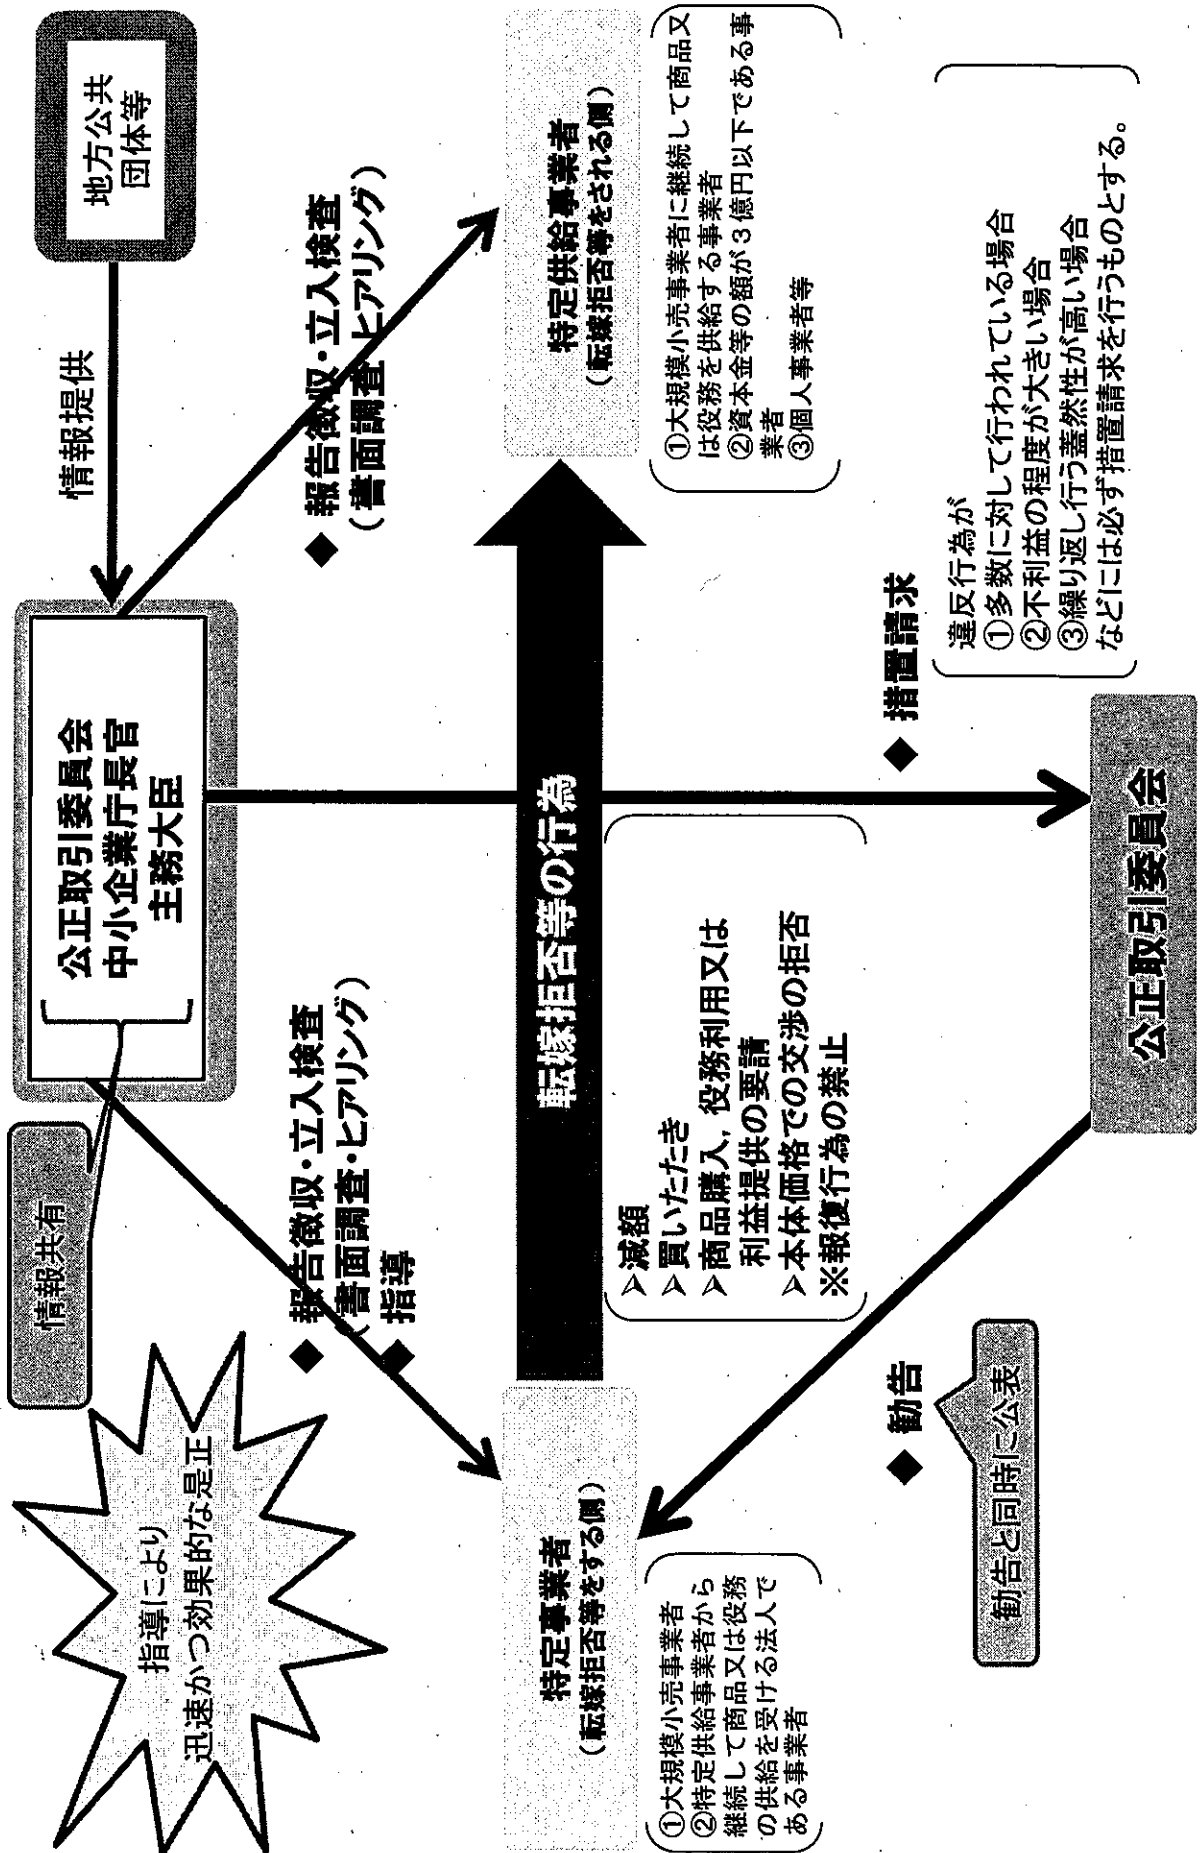 指導により
迅速かつ効果的な是正
情報共有
公正取引委員会
中小企業庁長官
主務大臣
情報提供
地方公共
団体等
◆ 報告徴収・立入検査
(書面調査・ヒアリング)
◆ 指導
◆ 報告徴収・立入検査
(書面調査・ヒアリング)
特定事業者
(転嫁拒否等をする側)
転嫁拒否等の行為
特定供給事業者
(転嫁拒否等をされる側)
①大規模小売事業者
②特定供給事業者から
継続して商品又は役務
の供給を受ける法人で
ある事業者
➢減額
➢買いたたき
➢商品購入，役務利用又は
利益提供の要請
➢本体価格での交渉の拒否
※報復行為の禁止
①大規模小売事業者に継続して商品又
は役務を供給する事業者
②資本金等の額が３億円以下である事
業者
③個人事業者等
◆ 勧告
勧告と同時に公表
◆ 措置請求
違反行為が
①多数に対して行われている場合
②不利益の程度が大きい場合
③繰り返し行う蓋然性が高い場合
などには必ず措置請求を行うものとする。
公正取引委員会